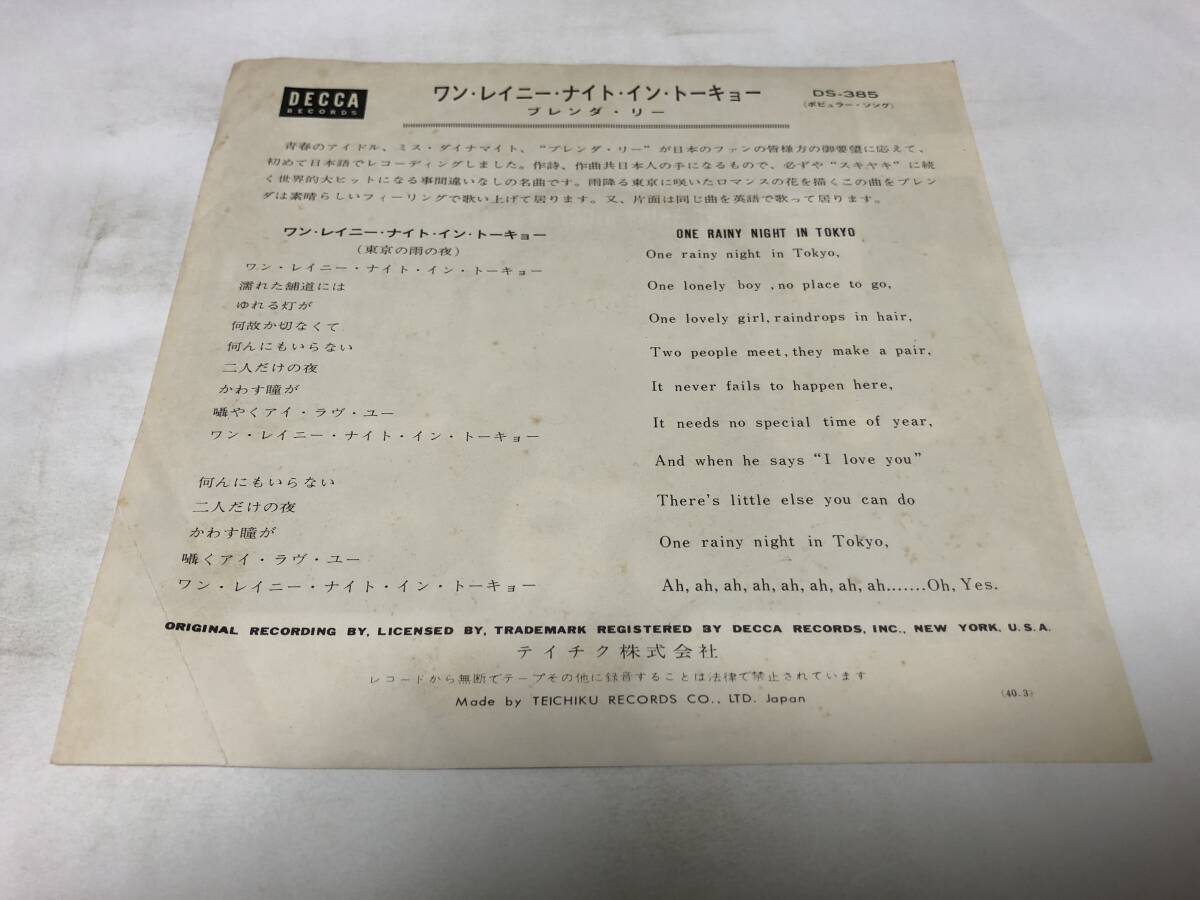 DECCA
RECORDS
ワン・レイニー・ナイト・イン・トーキョー
ブレンダ・リー
DS-385
(ポピュラー・ソング)
青春のアイドル、ミス・ダイナマイト、“ブレンダ・リー”が日本のファンの皆様方の御要望に応えて、
初めて日本語でレコーディングしました。作詩、作曲共日本人の手になるもので、必ずや“スキヤキ”に続
く世界的大ヒットになる事間違いなしの名曲です。雨降る東京に咲いたロマンスの花を描くこの曲をブレン
ダは素晴らしいフィーリングで歌い上げて居ります。又、片面は同じ曲を英語で歌って居ります。
ワン・レイニー・ナイト・イン・トーキョー
(東京の雨の夜)
ワン・レイニー・ナイト・イン・トーキョー
濡れた舗道には
ゆれる灯が
何故か切なくて
何んにもいらない
二人だけの夜
かわす瞳が
囁やくアイ・ラヴ・ユー
ワン・レイニー・ナイト・イン・トーキョー
何んにもいらない
二人だけの夜
かわす瞳が
囁くアイ・ラヴ・ユー
ワン・レイニー・ナイト・イン・トーキョー
ONE RAINY NIGHT IN TOKYO
One rainy night in Tokyo,
One lonely boy , no place to go,
One lovely girl, raindrops in hair,
Two people meet, they make a pair,
It never fails to happen here,
It needs no special time of year,
And when he says “I love you”
There's little else you can do
One rainy night in Tokyo,
Ah, ah, ah, ah, ah, ah, ah, ah.......Oh, Yes.
ORIGINAL RECORDING BY, LICENSED BY, TRADEMARK REGISTERED BY DECCA RECORDS, INC., NEW YORK, U.S.A.
テイチク株式会社
レコードから無断でテープその他に録音することは法律で禁止されています
Made by TEICHIKU RECORDS CO., LTD. Japan
(40.3)